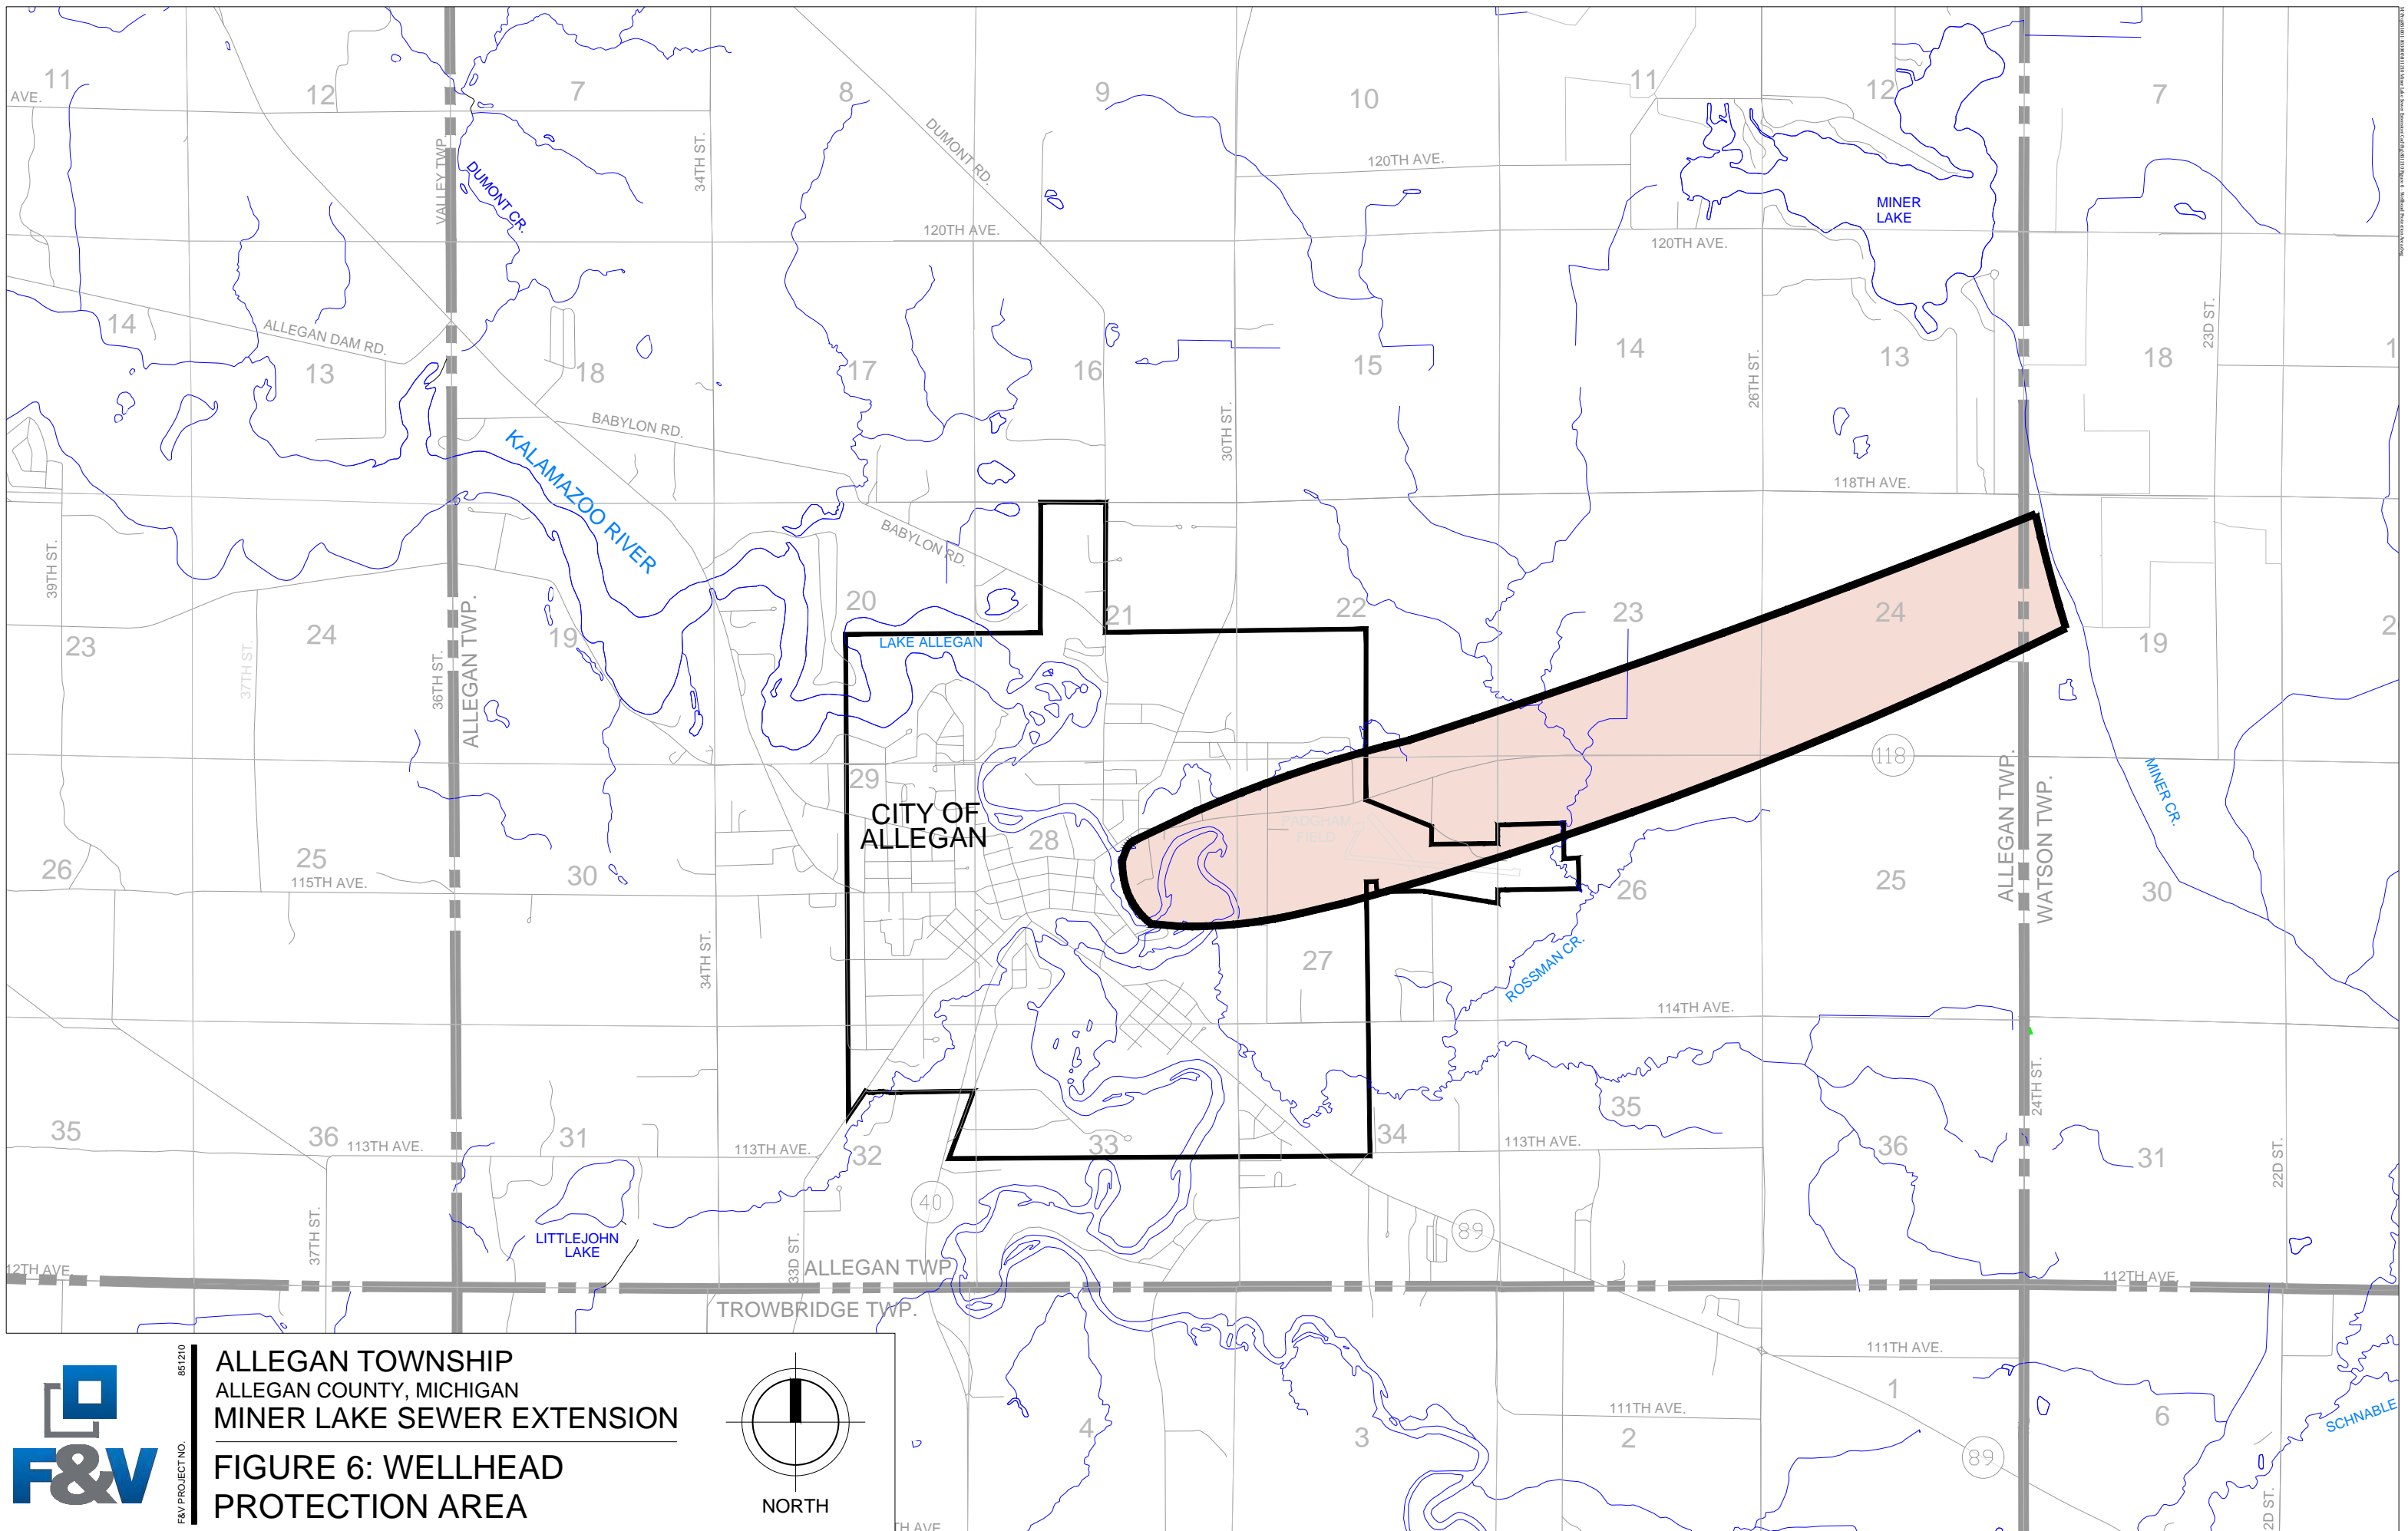 11
12
7
8
9
10
11
12
7
AVE.
VALLEY TWP.
DUMONT CR.
34TH ST.
DUMONT RD.
120TH AVE.
120TH AVE.
120TH AVE.
MINER
LAKE
14
ALLEGAN DAM RD.
13
18
17
16
15
14
13
18
1
23D ST.
26TH ST.
30TH ST.
BABYLON RD.
KALAMAZOO RIVER
BABYLON RD.
118TH AVE.
39TH ST.
23
24
37TH ST.
36TH ST.
ALLEGAN TWP.
19
20
21
22
23
24
19
2
LAKE ALLEGAN
29
CITY OF
ALLEGAN
28
PADGHAM
FIELD
118
ALLEGAN TWP.
WATSON TWP.
MINER CR.
26
25
115TH AVE.
30
26
25
30
34TH ST.
27
ROSSMAN CR.
114TH AVE.
24TH ST.
35
36
113TH AVE.
31
113TH AVE.
32
33
34
113TH AVE.
35
36
31
22D ST.
37TH ST.
LITTLEJOHN
LAKE
33D ST.
40
89
12TH AVE.
ALLEGAN TWP
TROWBRIDGE TWP.
112TH AVE.
111TH AVE.
111TH AVE.
4
3
2
1
6
89
SCHNABLE
2D ST.
TH AVE
F&V
F&V PROJECT NO.
851210
ALLEGAN TOWNSHIP
ALLEGAN COUNTY, MICHIGAN
MINER LAKE SEWER EXTENSION
FIGURE 6: WELLHEAD
PROTECTION AREA
NORTH